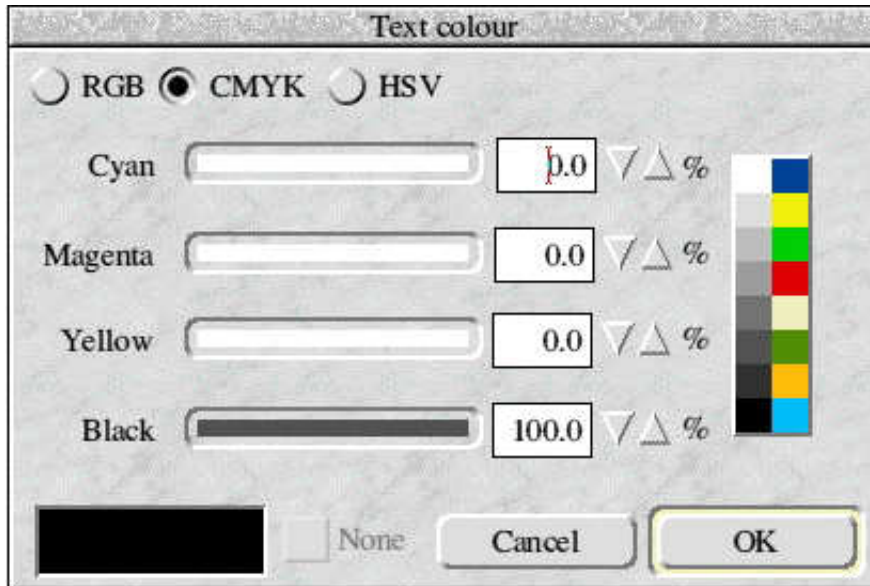 Text colour
RGB CMYK HSV
Cyan 0.0 %
Magenta 0.0 %
Yellow 0.0 %
Black 100.0 %
None Cancel OK